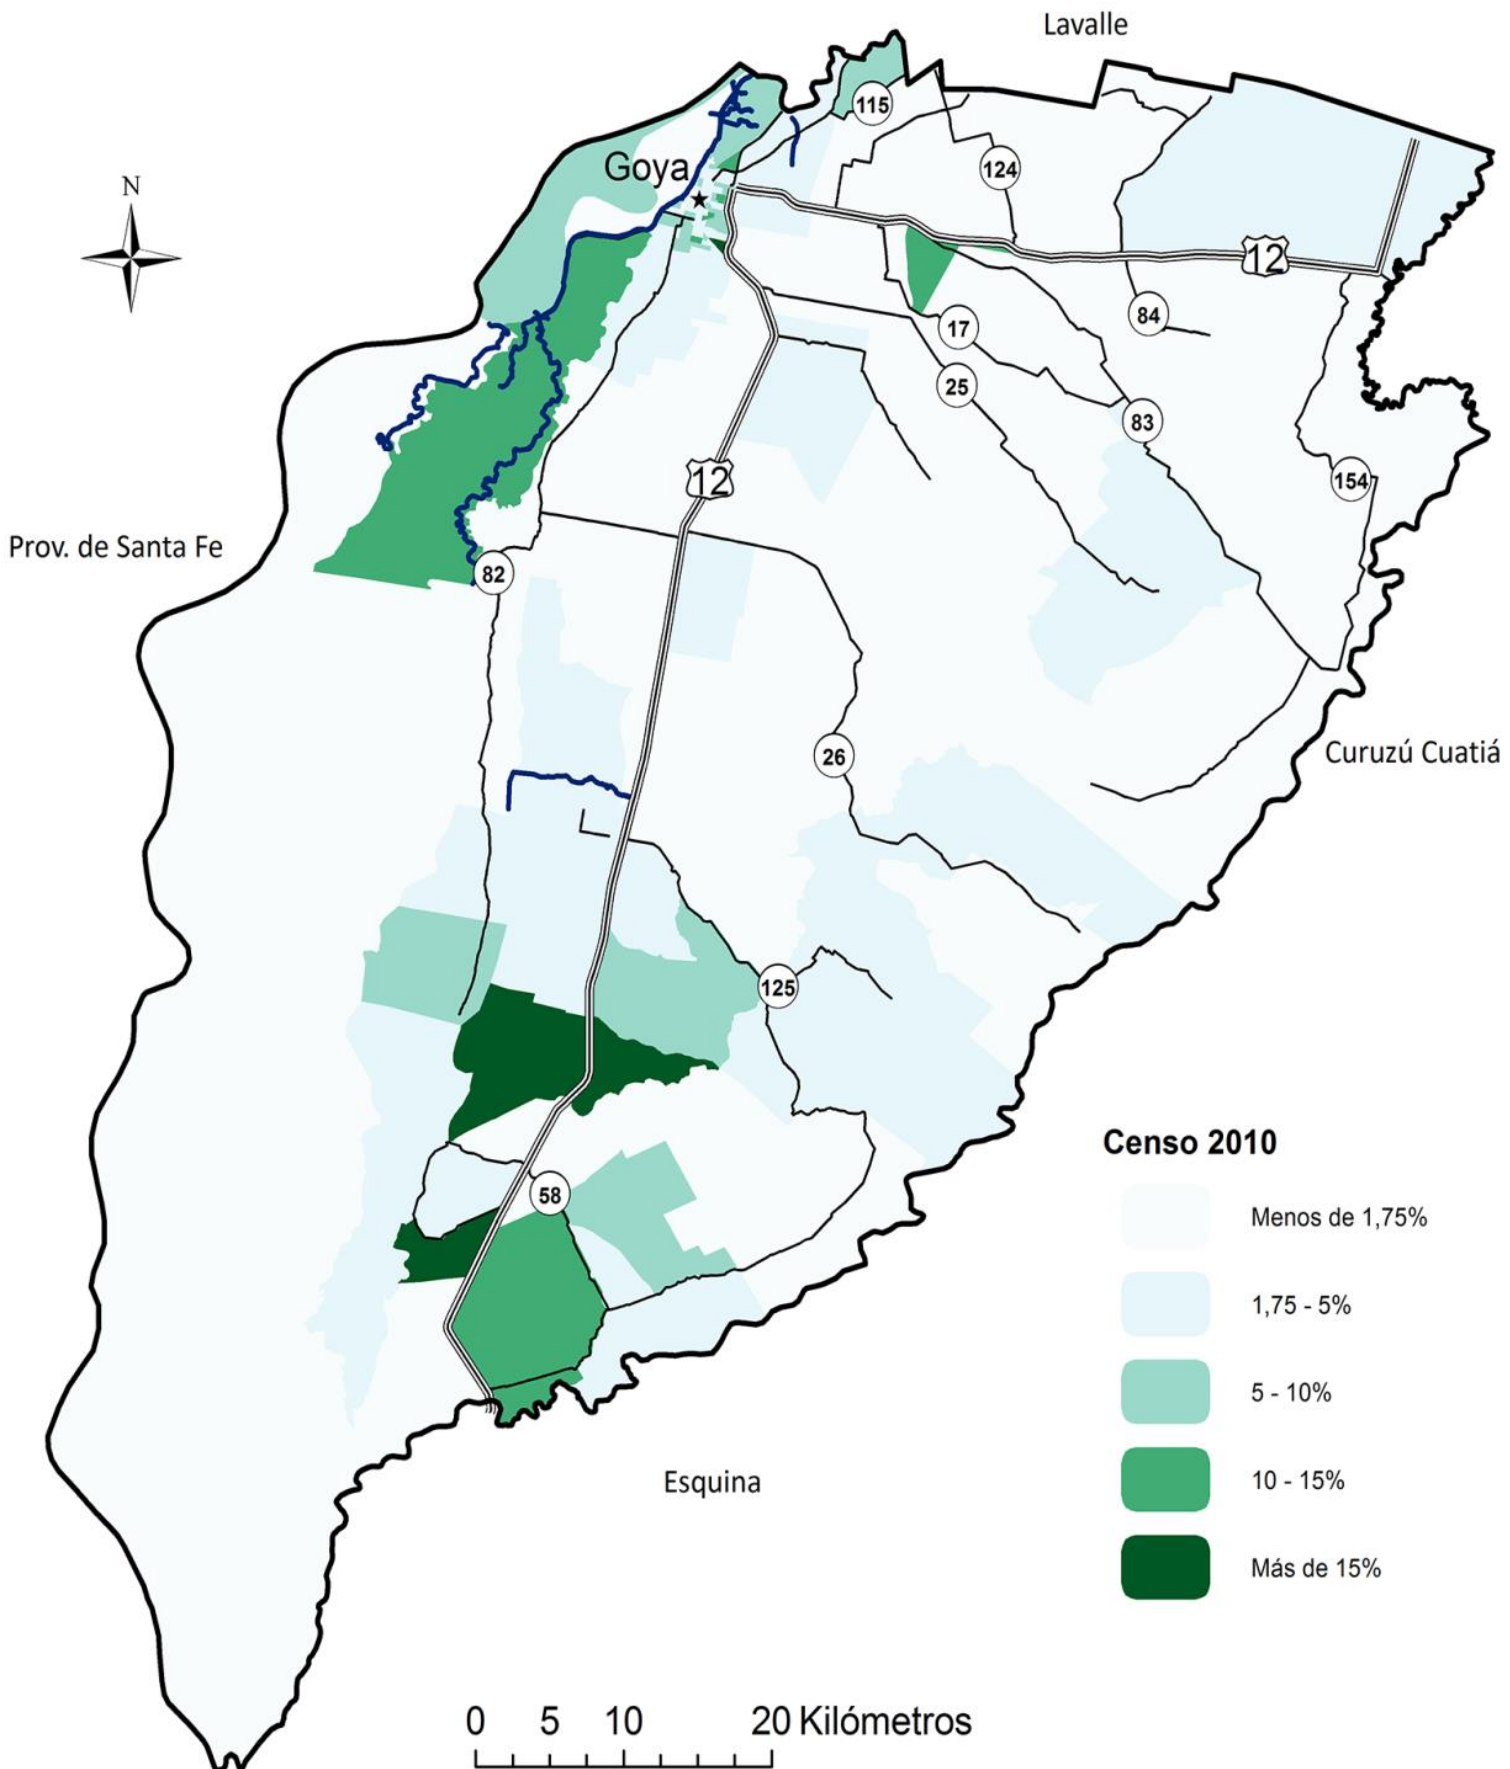 Lavalle
115
N
Goya
124
12
84
17
25
83
12
154
Prov. de Santa Fe
82
26
Curuzú Cuatiá
125
Censo 2010
Menos de 1,75%
58
1,75 - 5%
5 - 10%
Esquina
10 - 15%
Más de 15%
0 5 10 20 Kilómetros